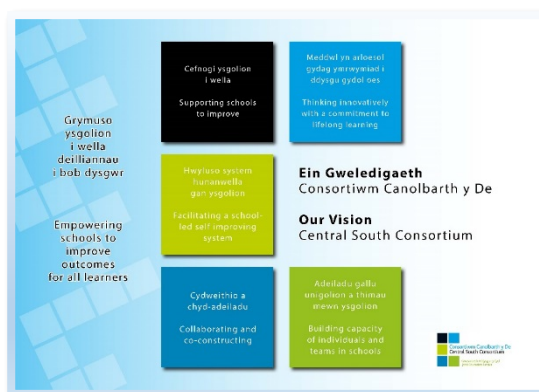 Grymuso
ysgolion
i wella
deilliannau
i bob dysgwr
Empowering
schools to
improve
outcomes
for all learners
Cefnogi ysgolion
i wella
Supporting schools
to improve
Meddwl yn arloesol
gydag ymrwymiad i
ddysgu gydol oes
Thinking innovatively
with a commitment to
lifelong learning
Hwyluso system
hunanwella
gan ysgolion
Facilitating a school-
led self improving
system
Ein Gweledigaeth
Consortiwm Canolbarth y De
Our Vision
Central South Consortium
Cydweithio a
chyd-adeiladu
Collaborating and
co-constructing
Adeiladu gallu
unigolion a thimau
mewn ysgolion
Building capacity
of individuals and
teams in schools
Consortiwm Canolbarth y De
Central South Consortium